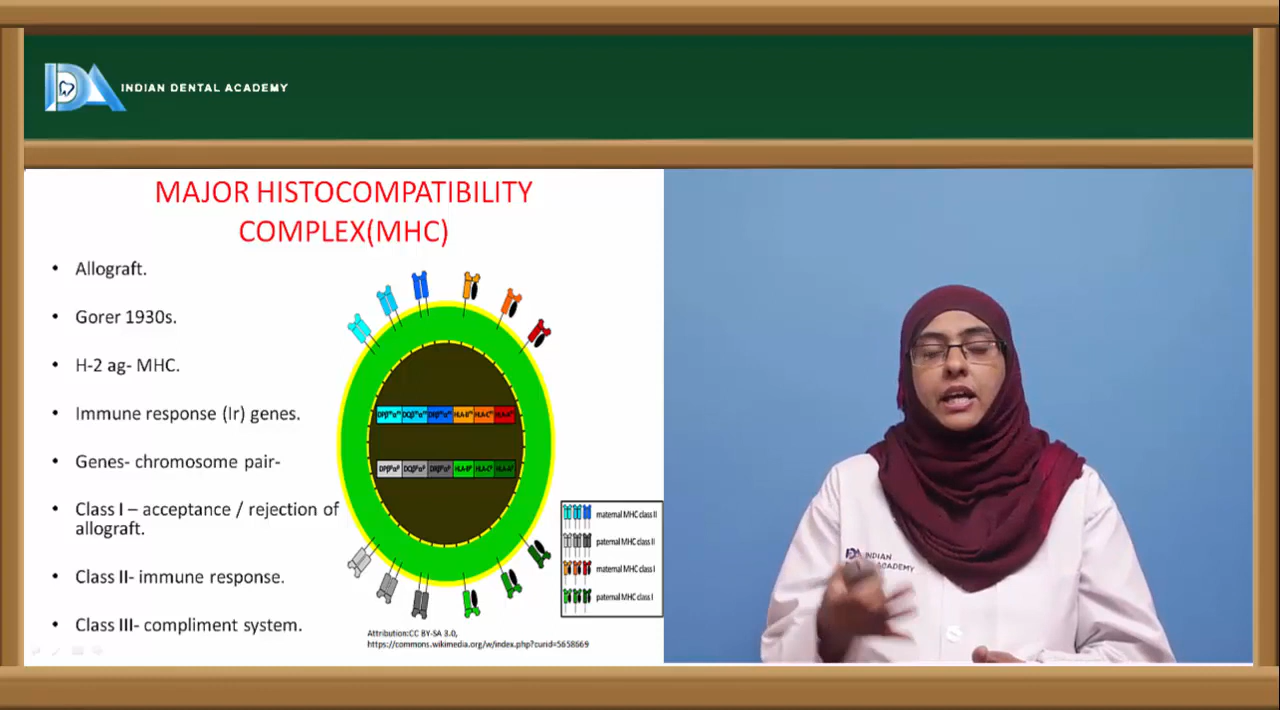 INDIAN DENTAL ACADEMY
MAJOR HISTOCOMPATIBILITY
COMPLEX(MHC)
• Allograft.
• Gorer 1930s.
• H-2 ag- MHC.
• Immune response (Ir) genes.
• Genes- chromosome pair-
• Class I – acceptance / rejection of
allograft.
• Class II- immune response.
• Class III- compliment system.
maternal MHC class II
paternal MHC class II
maternal MHC class I
paternal MHC class I
Attribution:CC BY-SA 3.0,
https://commons.wikimedia.org/w/index.php?curid=5658669
INDIAN
ACADEMY